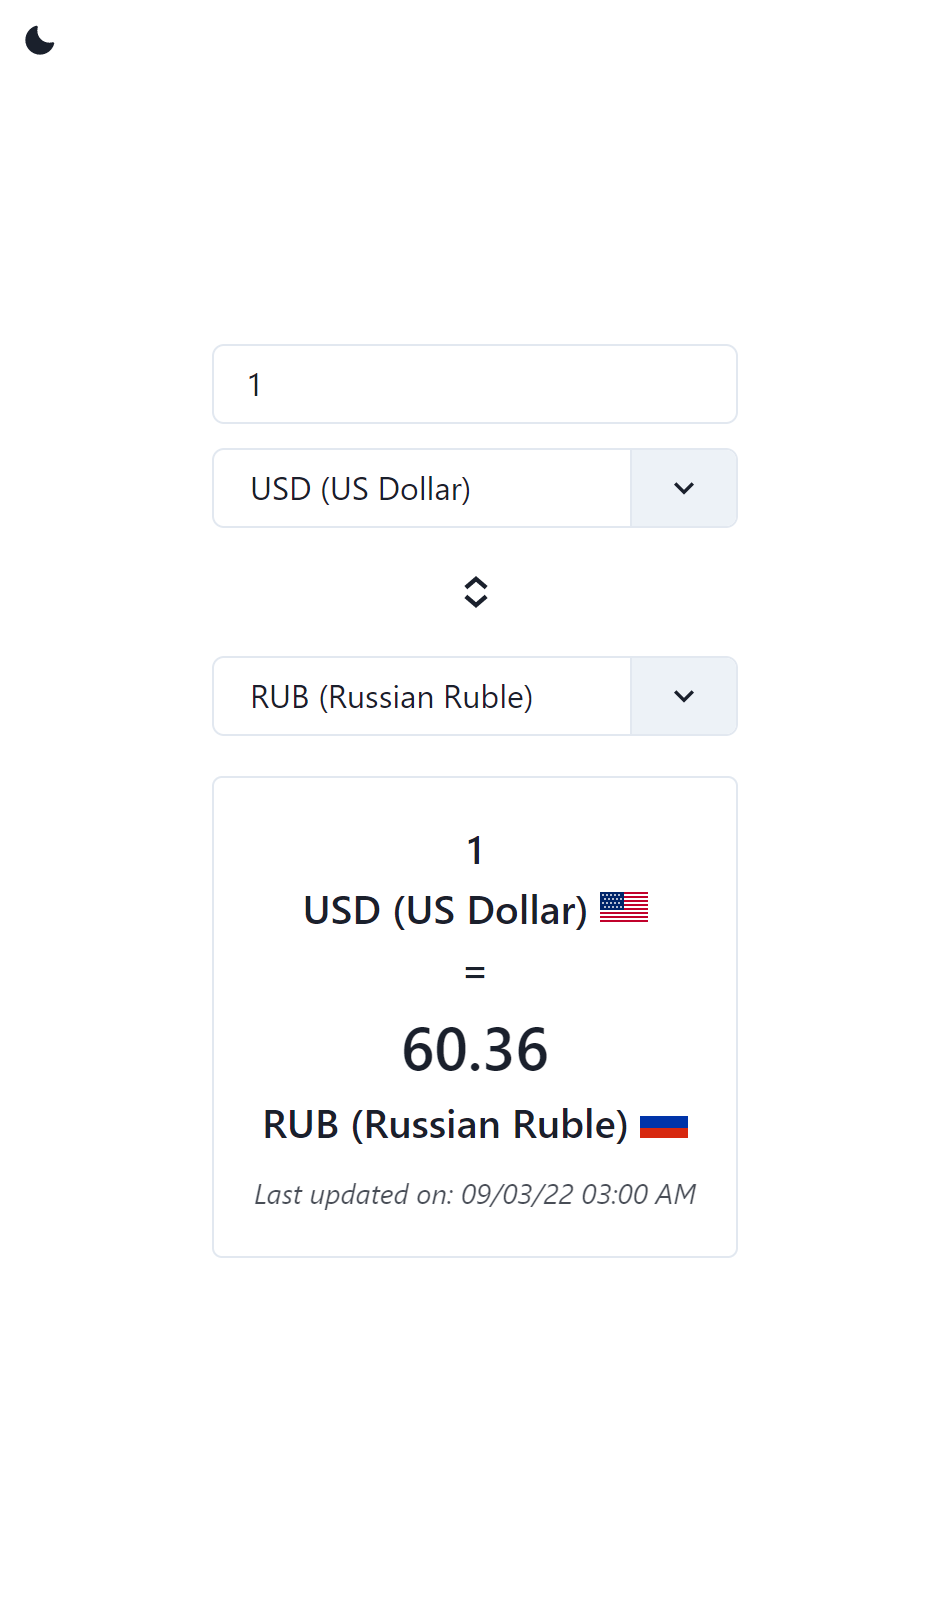 1
USD (US Dollar)
RUB (Russian Ruble)
1
USD (US Dollar)
=
60.36
RUB (Russian Ruble)
Last updated on: 09/03/22 03:00 AM